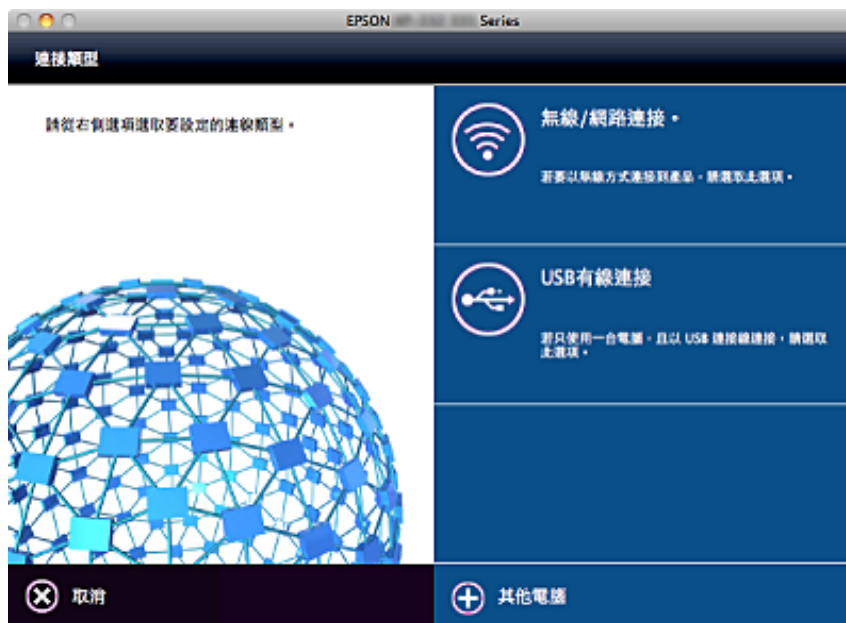 EPSON Series
連接類型
請從右側選項選取要設定的連線類型。
無線/網路連接。
若要以無線方式連接到產品，請選取此選項。
USB有線連接
若只使用一台電腦，且以 USB 連接線連接，請選取
此選項。
取消
其他電腦